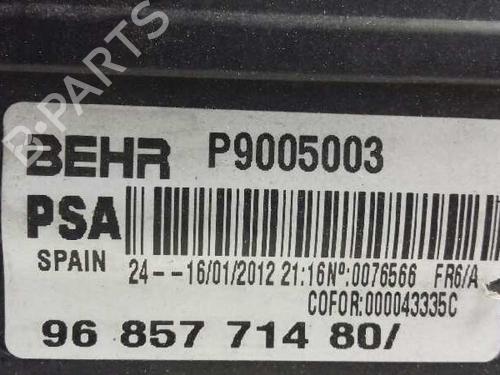 BEHR P9005003
PSA
SPAIN 24--16/01/2012 21:16 Nº:0076566 FR6/A
COFOR:000043335C
96 857 714 80/